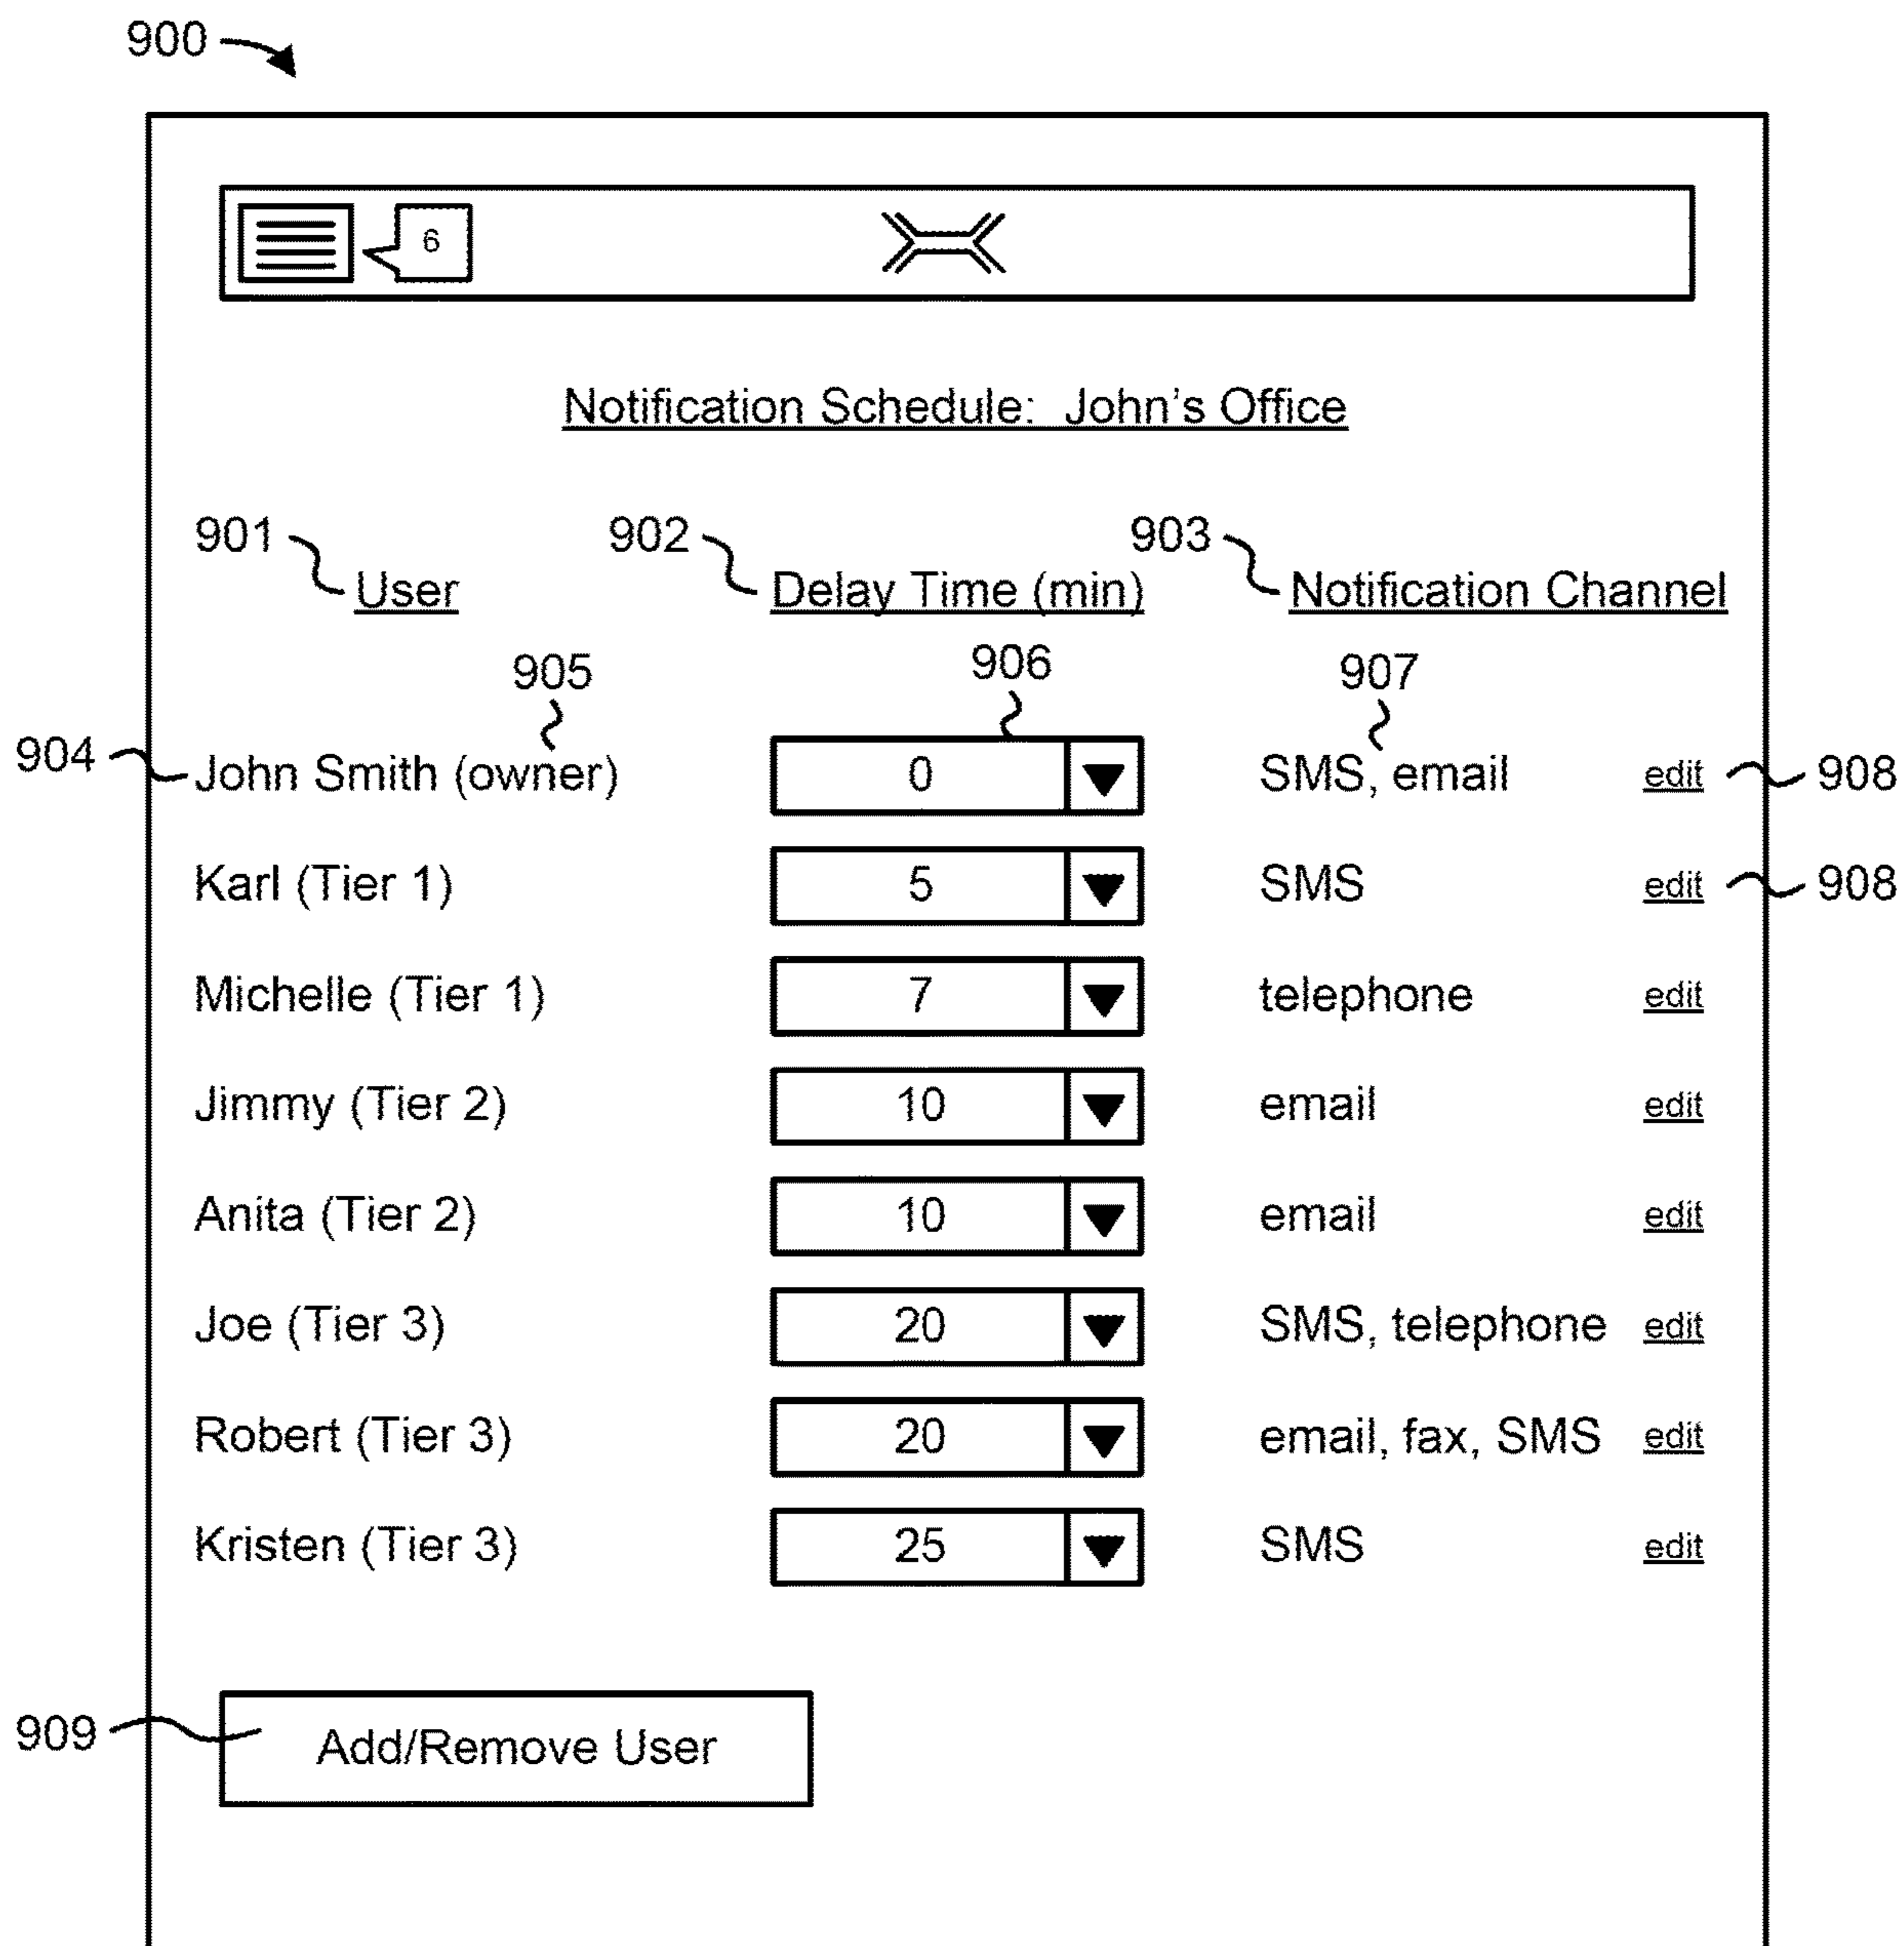 900
6
Notification Schedule: John's Office
901 902 903
User Delay Time (min) Notification Channel
905 906 907
904 John Smith (owner) 0 SMS, email edit 908
Karl (Tier 1) 5 SMS edit 908
Michelle (Tier 1) 7 telephone edit
Jimmy (Tier 2) 10 email edit
Anita (Tier 2) 10 email edit
Joe (Tier 3) 20 SMS, telephone edit
Robert (Tier 3) 20 email, fax, SMS edit
Kristen (Tier 3) 25 SMS edit
909 Add/Remove User